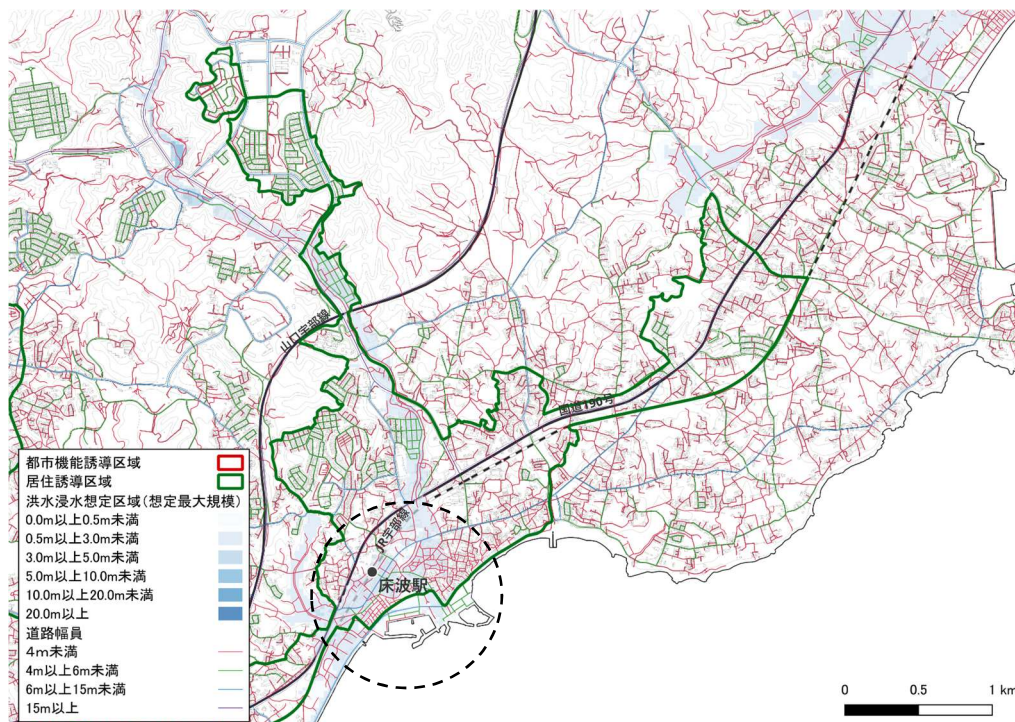 山口宇部線
国道190号
JR宇部線
床波駅
都市機能誘導区域
居住誘導区域
洪水浸水想定区域(想定最大規模)
0.0m以上0.5m未満
0.5m以上3.0m未満
3.0m以上5.0m未満
5.0m以上10.0m未満
10.0m以上20.0m未満
20.0m以上
道路幅員
4m未満
4m以上6m未満
6m以上15m未満
15m以上
0 0.5 1 km